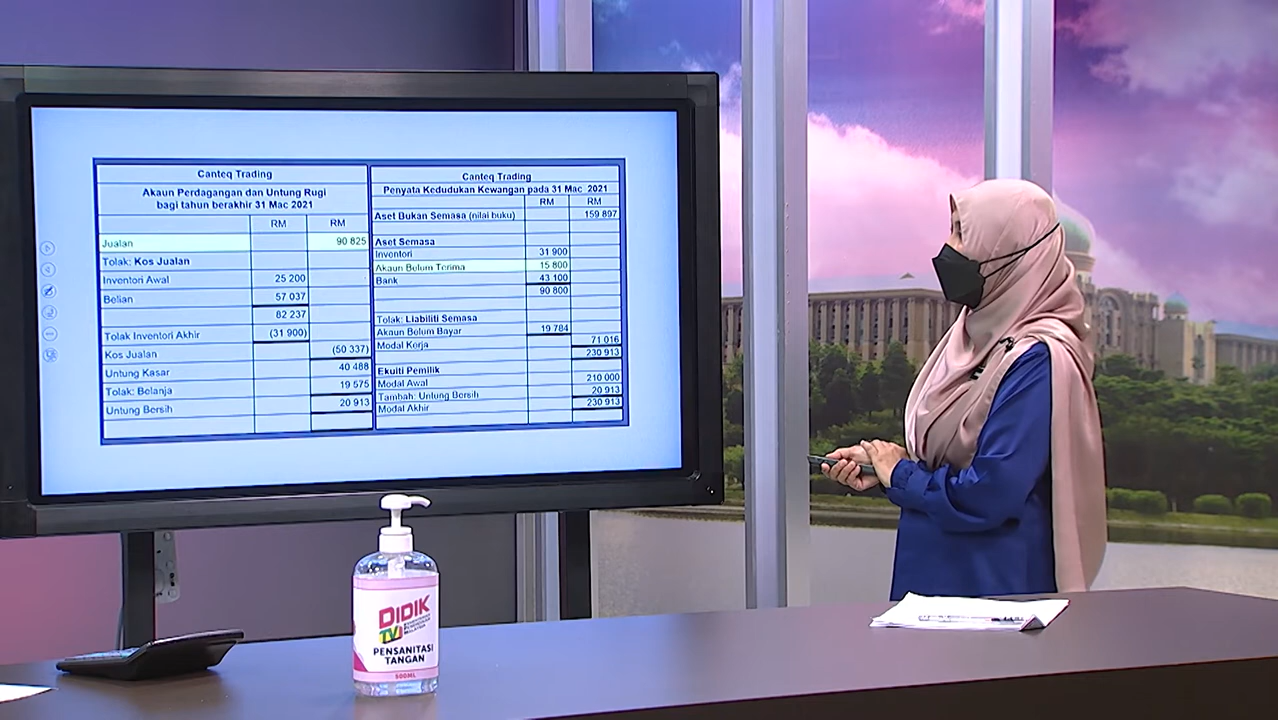 Canteq Trading
Akaun Perdagangan dan Untung Rugi
bagi tahun berakhir 31 Mac 2021
RM RM
Jualan 90 825
Tolak: Kos Jualan
Inventori Awal 25 200
Belian 57 037
82 237
Tolak Inventori Akhir (31 900)
Kos Jualan (50 337)
Untung Kasar 40 488
Tolak: Belanja 19 575
Untung Bersih 20 913
Canteq Trading
Penyata Kedudukan Kewangan pada 31 Mac 2021
RM RM
Aset Bukan Semasa (nilai buku) 159 897
Aset Semasa
Inventori 31 900
Akaun Belum Terima 15 800
Bank 43 100
90 800
Tolak: Liabiliti Semasa
Akaun Belum Bayar 19 784
Modal Kerja 71 016
230 913
Ekuiti Pemilik
Modal Awal 210 000
Tambah: Untung Bersih 20 913
Modal Akhir 230 913
DIDIK
TV
KEMENTERIAN
PENDIDIKAN
MALAYSIA
PENSANITASI
TANGAN
500ML